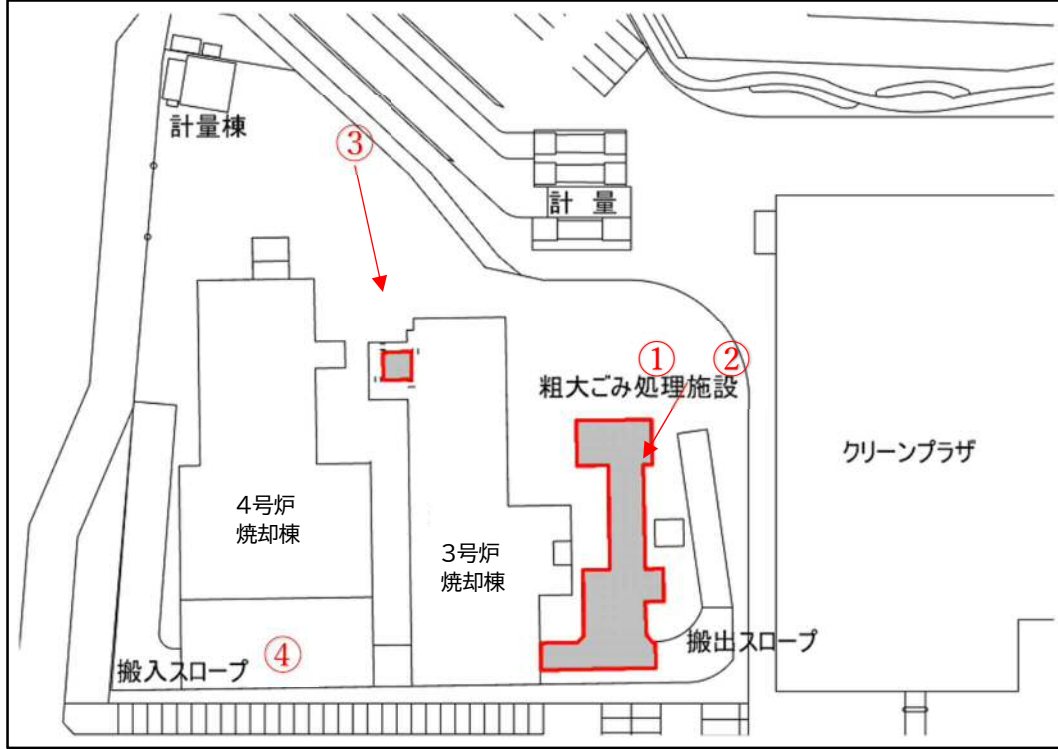 計量棟
③
計 量
① ②
粗大ごみ処理施設
クリーンプラザ
4号炉
焼却棟
3号炉
焼却棟
搬出スロープ
④
搬入スロープ